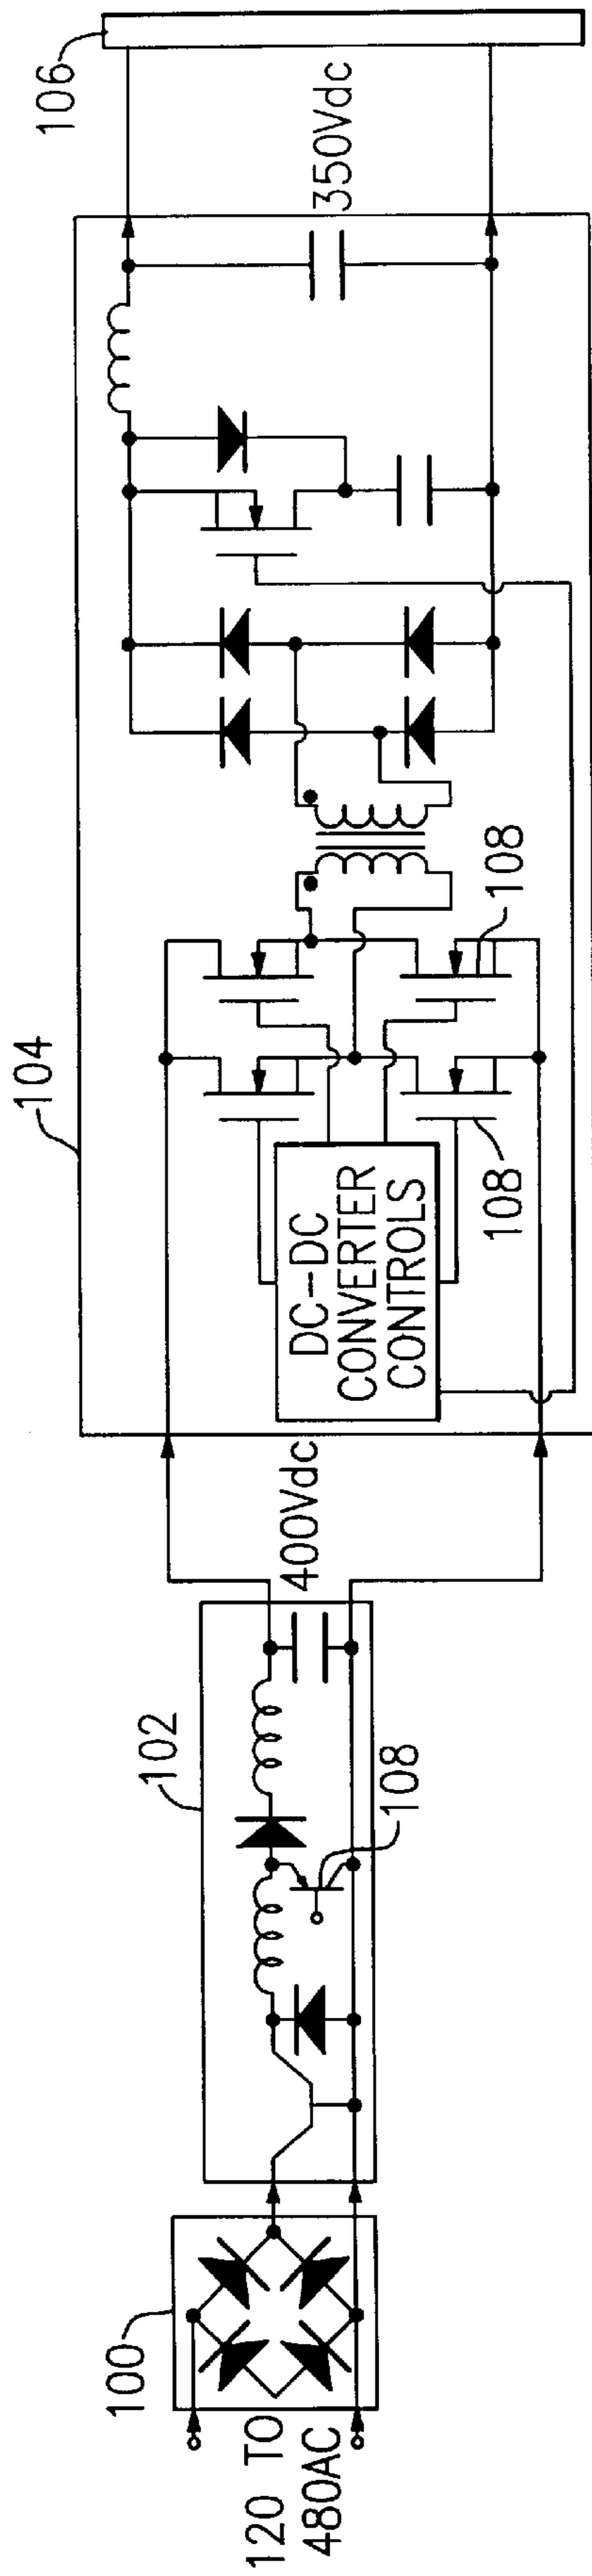 100
120 TO
480AC
102
108
400Vdc
104
DC-DC
CONVERTER
CONTROLS
108
108
350Vdc
106